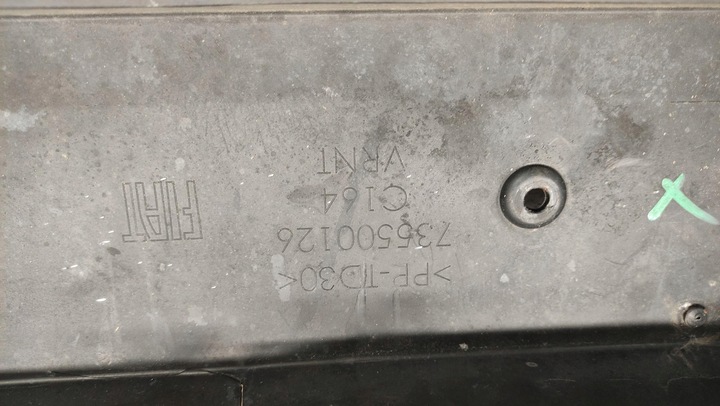 >PP-TD30<
735500126
C164
VRNT
FIAT